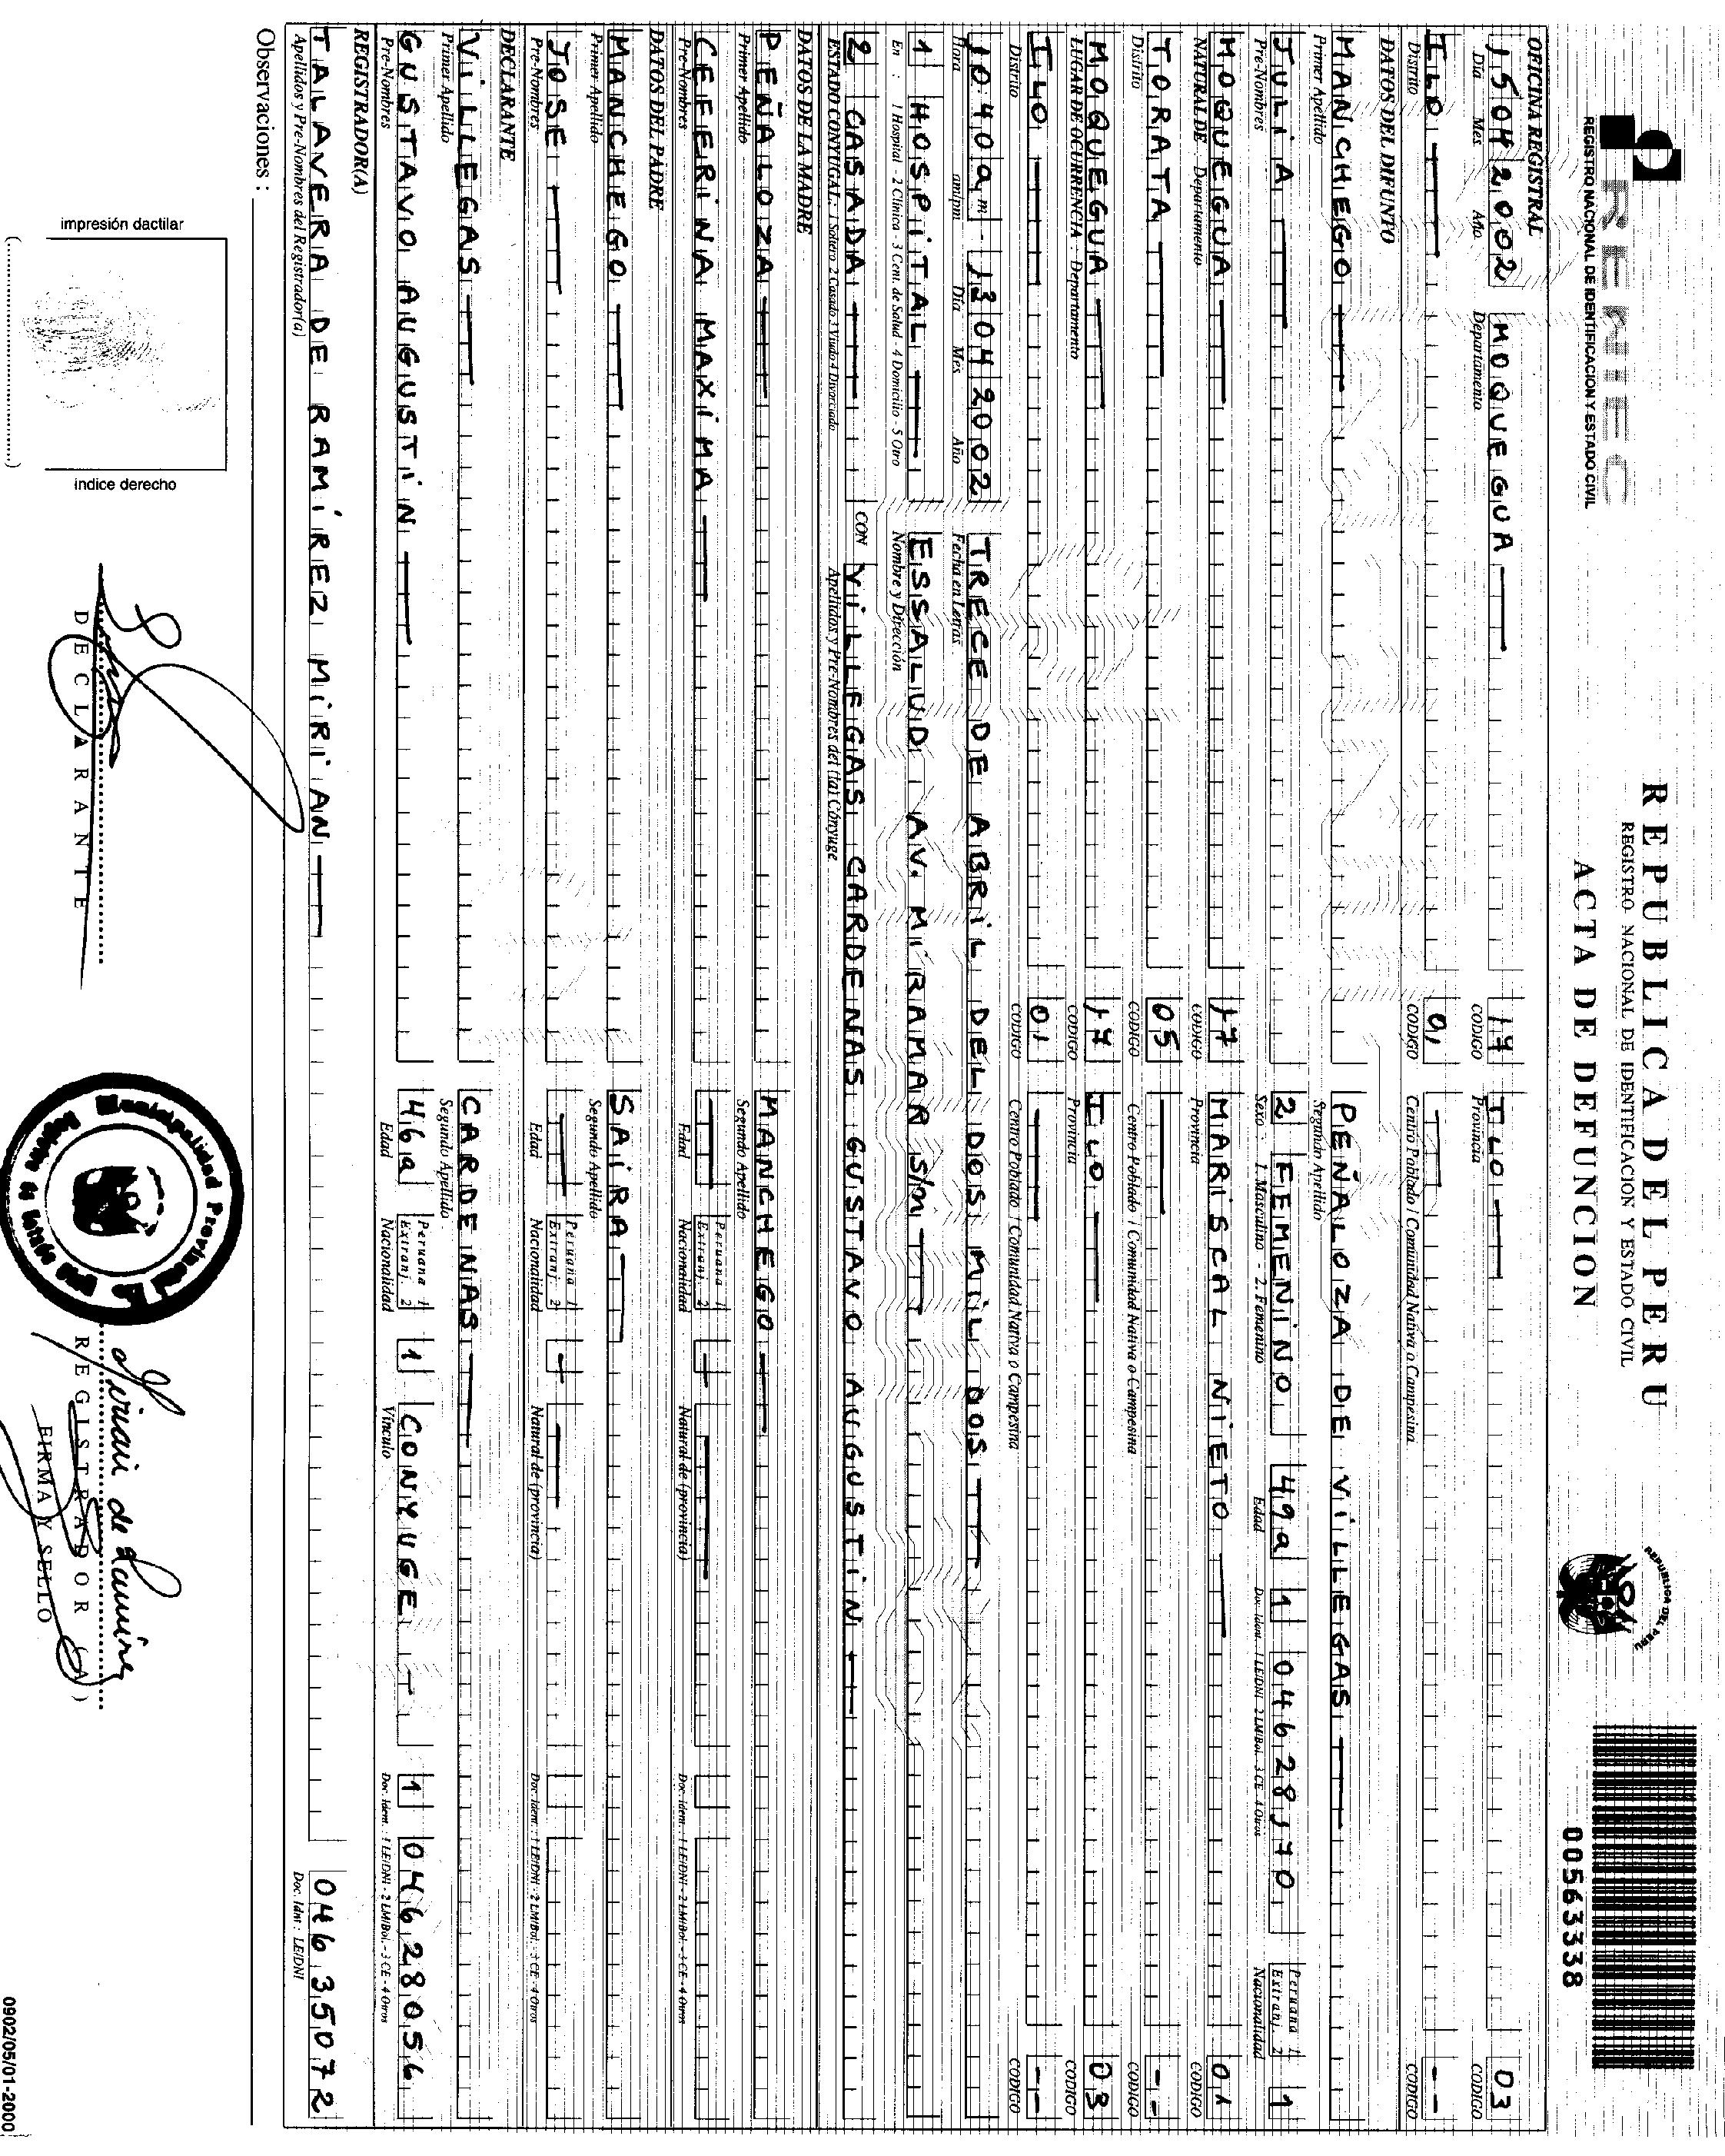 RENIEC
REGISTRO NACIONAL DE IDENTIFICACION Y ESTADO CIVIL
REPUBLICA DEL PERU
REGISTRO NACIONAL DE IDENTIFICACION Y ESTADO CIVIL
ACTA DE DEFUNCION
REPUBLICA DEL PERU
00563338
OFICINA REGISTRAL
15 04 2002 MOQUEGUA 17 ILO 03
Día Mes Año Departamento CODIGO Provincia CODIGO
ILO 01 --
Distrito CODIGO Centro Poblado / Comunidad Nativa o Campesina CODIGO
DATOS DEL DIFUNTO
MANCHEGO PEÑALOZA DE VILLEGAS
Primer Apellido Segundo Apellido
JULIA 2 FEMENINO 49a 1 04628170 Peruana 1 Extranj. 2 1
Pre-Nombres Sexo : 1. Masculino - 2. Femenino Edad Doc. Ident. 1 LE/DNI 2 LM/Bol. 3 CE 4 Otros Nacionalidad
MOQUEGUA 17 MARISCAL NIETO 01
NATURAL DE Departamento CODIGO Provincia CODIGO
TORATA 05 --
Distrito CODIGO Centro Poblado / Comunidad Nativa o Campesina CODIGO
MOQUEGUA 17 ILO 03
LUGAR DE OCURRENCIA - Departamento CODIGO Provincia CODIGO
ILO 01 --
Distrito CODIGO Centro Poblado / Comunidad Nativa o Campesina CODIGO
10 40 a.m - 13 04 2002 TRECE DE ABRIL DEL DOS MIL DOS
Hora am/pm Día Mes Año Fecha en Letras
1 HOSPITAL ESSALUD AV. MIRAMAR S/N
En : 1 Hospital - 2 Clínica - 3 Cent. de Salud 4 Domicilio - 5 Otro Nombre y Dirección
2 CASADA CON VILLEGAS CARDENAS GUSTAVO AUGUSTIN
ESTADO CONYUGAL : 1 Soltero 2 Casado 3 Viudo 4 Divorciado Apellidos y Pre-Nombres del (la) Cónyuge
DATOS DE LA MADRE
PEÑALOZA MANCHEGO
Primer Apellido Segundo Apellido
CEFERINA MAXIMA Peruana 1 Extranj. 2
Pre-Nombres Edad Nacionalidad Natural de (provincia) Doc. Ident. : 1 LE/DNI - 2 LM/Bol. - 3 CE - 4 Otros
DATOS DEL PADRE
MANCHEGO SAIRA
Primer Apellido Segundo Apellido
JOSE Peruana 1 Extranj. 2
Pre-Nombres Edad Nacionalidad Natural de (provincia) Doc. Ident. : 1 LE/DNI - 2 LM/Bol. - 3 CE - 4 Otros
DECLARANTE
VILLEGAS CARDENAS
Primer Apellido Segundo Apellido
GUSTAVO AUGUSTIN 46a Peruana 1 Extranj. 2 1 CONYUGE 1 04628056
Pre-Nombres Edad Nacionalidad Vínculo Doc. Ident. : 1 LE/DNI - 2 LM/Bol. - 3 CE - 4 Otros
REGISTRADOR(A)
TALAVERA DE RAMÍREZ MIRIAN 04635072
Apellidos y Pre-Nombres del Registrador(a) Doc. Idnt : LE/DNI
Observaciones :
impresión dactilar
indice derecho
DECLARANTE
Municipalidad Provincial
Mirian de Ramirez
REGISTRADOR (A)
FIRMA Y SELLO
0902/05/01-2000